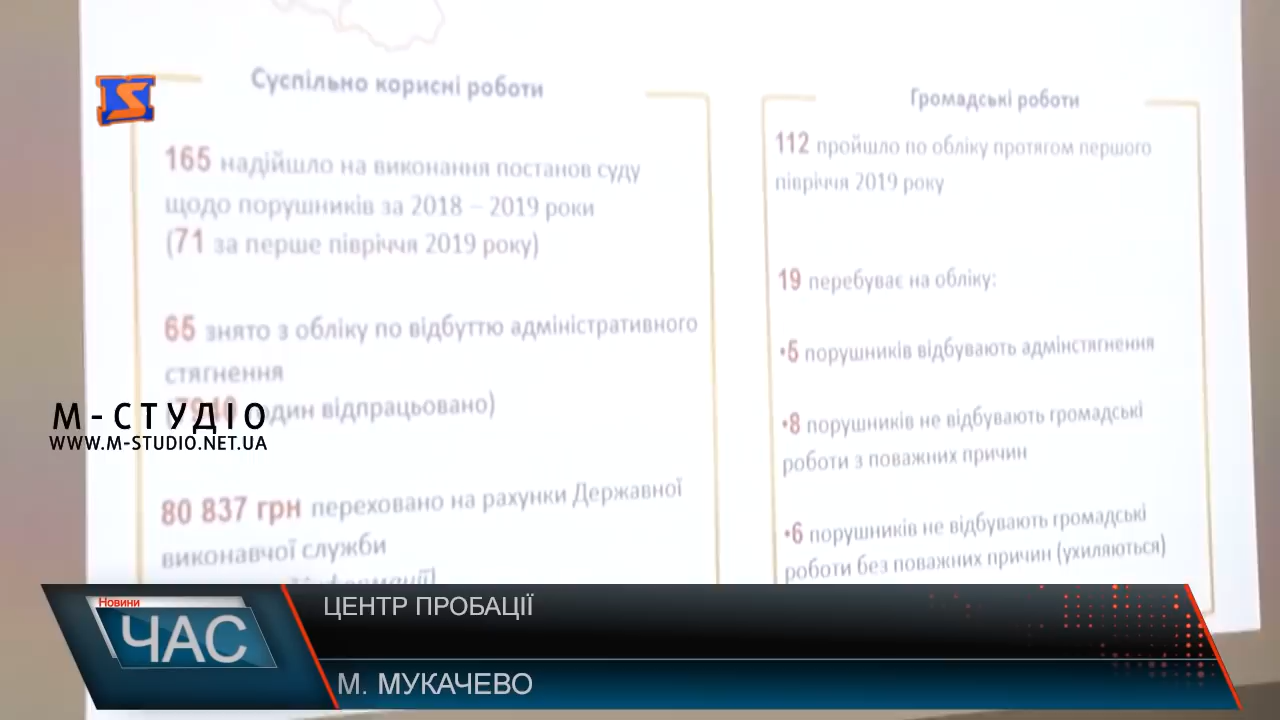 Суспільно корисні роботи
165 надійшло на виконання постанов суду
щодо порушників за 2018 – 2019 роки
(71 за перше півріччя 2019 року)
65 знято з обліку по відбуттю адміністративного
стягнення
відпрацьовано)
80 837 грн переховано на рахунки Державної
виконавчої служби
Громадські роботи
112 пройшло по обліку протягом першого
півріччя 2019 року
19 перебуває на обліку:
•5 порушників відбувають адмінстягнення
•8 порушників не відбувають громадські
роботи з поважних причин
•6 порушників не відбувають громадські
роботи без поважних причин (ухиляються)
М-СТУДІО
WWW.M-STUDIO.NET.UA
Новини
ЧАС
ЦЕНТР ПРОБАЦІЇ
М. МУКАЧЕВО